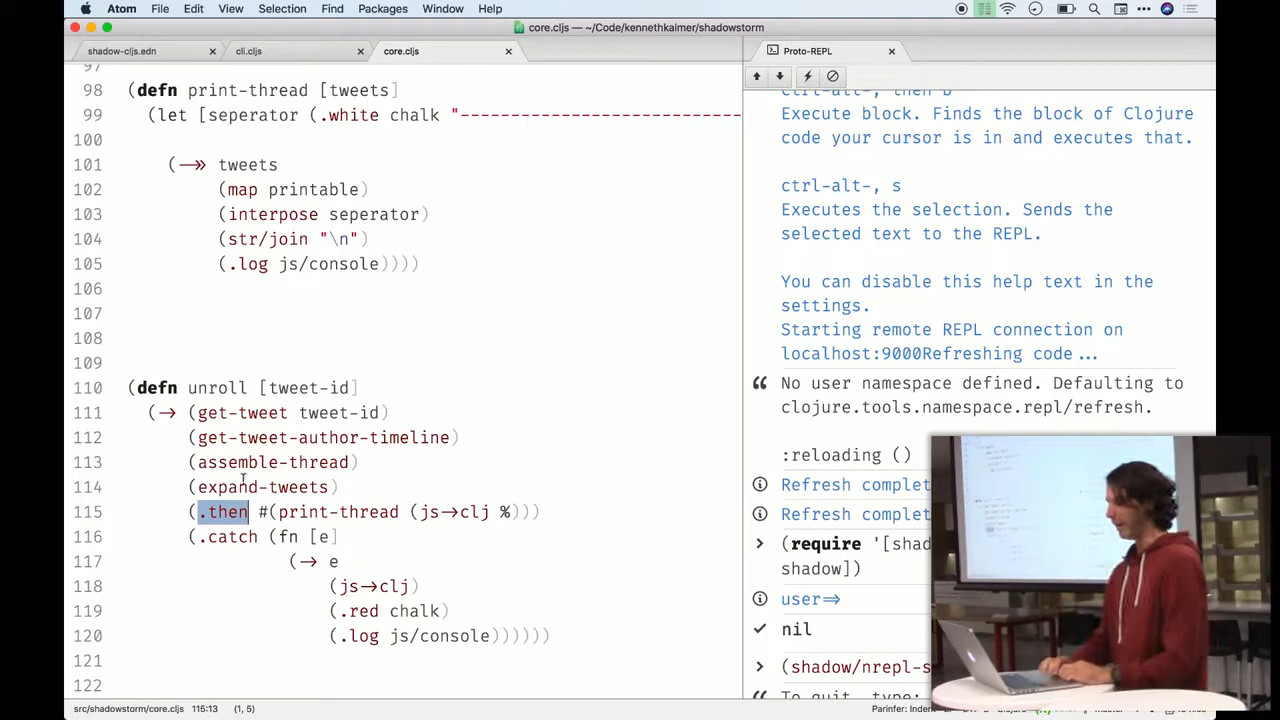 Atom File Edit View Selection Find Packages Window Help
core.cljs — ~/Code/kennethkalmer/shadowstorm
shadow-cljs.edn
cli.cljs
core.cljs
97
98 (defn print-thread [tweets]
99 (let [seperator (.white chalk "----------------------------
100
101 (->> tweets
102 (map printable)
103 (interpose seperator)
104 (str/join "\n")
105 (.log js/console))))
106
107
108
109
110 (defn unroll [tweet-id]
111 (-> (get-tweet tweet-id)
112 (get-tweet-author-timeline)
113 (assemble-thread)
114 (expand-tweets)
115 (.then #(print-thread (js->clj %)))
116 (.catch (fn [e]
117 (-> e
118 (js->clj)
119 (.red chalk)
120 (.log js/console))))))
121
122
src/shadowstorm/core.cljs 115:13 (1, 5)
Proto-REPL
ctrl-alt-, then b
Execute block. Finds the block of Clojure
code your cursor is in and executes that.
ctrl-alt-, s
Executes the selection. Sends the
selected text to the REPL.
You can disable this help text in the
settings.
Starting remote REPL connection on
localhost:9000Refreshing code...
No user namespace defined. Defaulting to
clojure.tools.namespace.repl/refresh.
:reloading ()
Refresh complet
Refresh complet
(require '[shad
shadow])
user=>
nil
(shadow/nrepl-s
To quit, type:
Parinfer: Indent